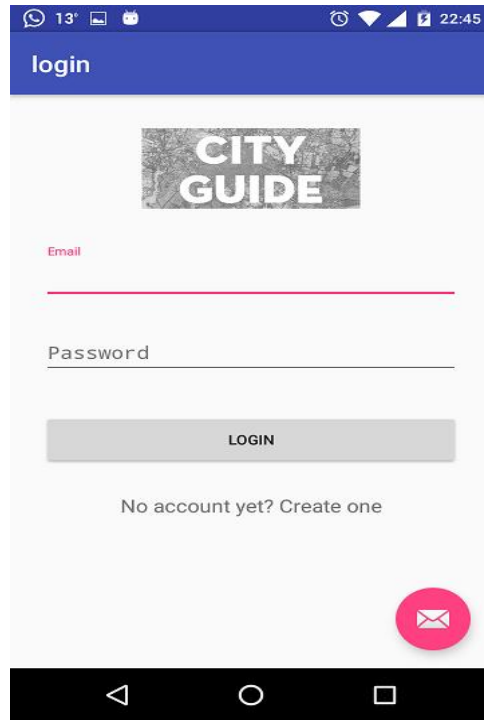 13° 22:45
login
CITY
GUIDE
Email
Password
LOGIN
No account yet? Create one